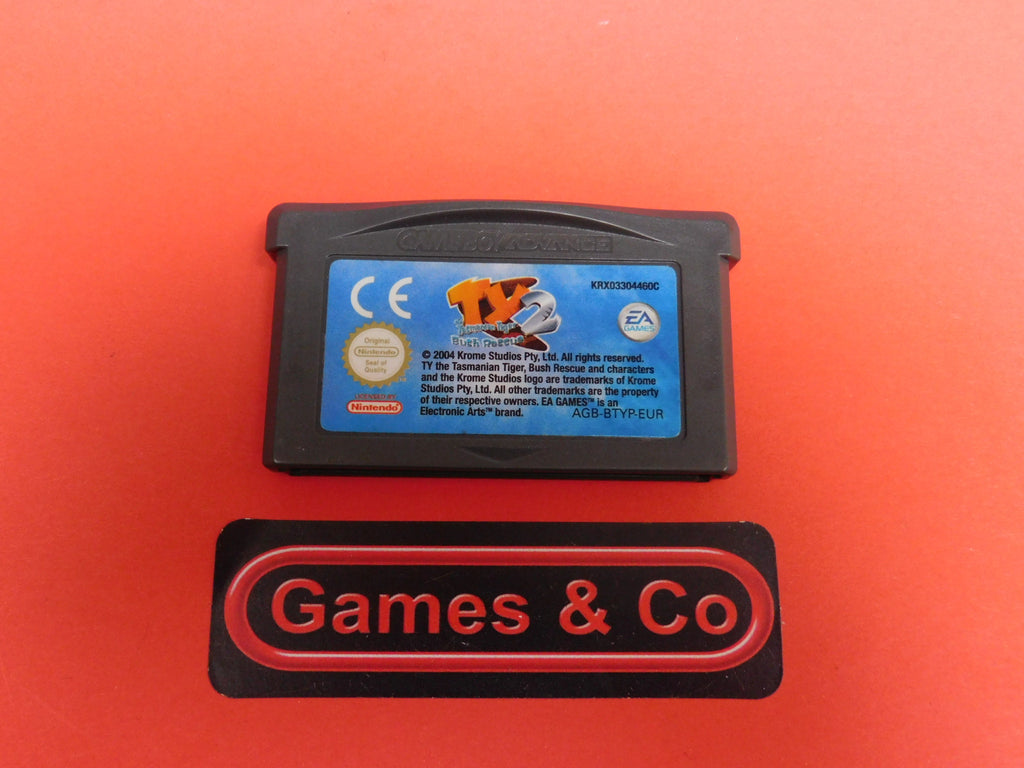 GAME BOY ADVANCE
CE
KRX03304460C
TY 2
the Tasmanian Tiger
Bush Rescue
EA
GAMES
Original
Nintendo
Seal of
Quality
LICENSED BY
Nintendo
© 2004 Krome Studios Pty, Ltd. All rights reserved.
TY the Tasmanian Tiger, Bush Rescue and characters
and the Krome Studios logo are trademarks of Krome
Studios Pty, Ltd. All other trademarks are the property
of their respective owners. EA GAMES™ is an
Electronic Arts™ brand.
AGB-BTYP-EUR
Games & Co